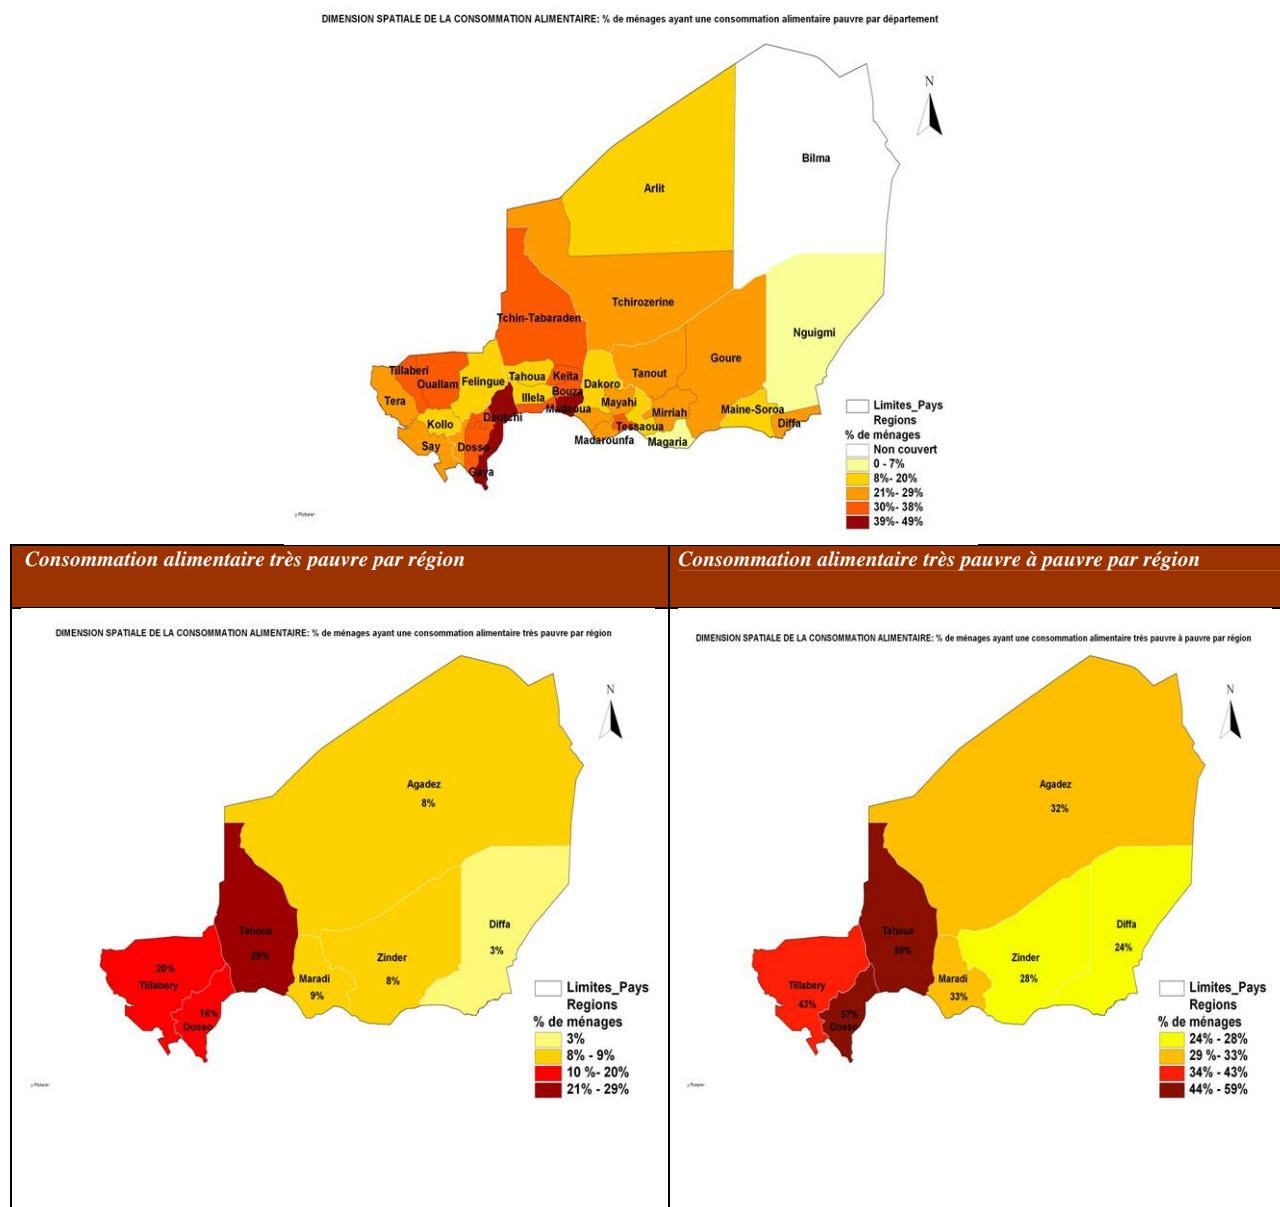 DIMENSION SPATIALE DE LA CONSOMMATION ALIMENTAIRE: % de ménages ayant une consommation alimentaire pauvre par département
N
Bilma
Arlit
Tchirozerine
Tchin-Tabaraden
Nguigmi
Goure
Tillaberi
Ouallam
Felingue
Tahoua
Keita
Dakoro
Tanout
Tera
Illela
Bouza
Mayahi
Madaoua
Mirriah
Maine-Soroa
Diffa
Kollo
Doutchi
Tessaoua
Say
Dosso
Madarounfa
Magaria
Gaya
Limites_Pays
Regions
% de ménages
Non couvert
0 - 7%
8%- 20%
21%- 29%
30%- 38%
39%- 49%
Consommation alimentaire très pauvre par région
Consommation alimentaire très pauvre à pauvre par région
DIMENSION SPATIALE DE LA CONSOMMATION ALIMENTAIRE: % de ménages ayant une consommation alimentaire très pauvre par région
N
Agadez
8%
Tahoua
Diffa
3%
Zinder
8%
Maradi
9%
20%
Tillabery
16%
Dosso
Limites_Pays
Regions
% de ménages
3%
8% - 9%
10 %- 20%
21% - 29%
DIMENSION SPATIALE DE LA CONSOMMATION ALIMENTAIRE: % de ménages ayant une consommation alimentaire très pauvre à pauvre par région
N
Agadez
32%
Tahoua
59%
Diffa
24%
Zinder
28%
Maradi
33%
Tillabery
43%
57%
Dosso
Limites_Pays
Regions
% de ménages
24% - 28%
29 %- 33%
34% - 43%
44% - 59%